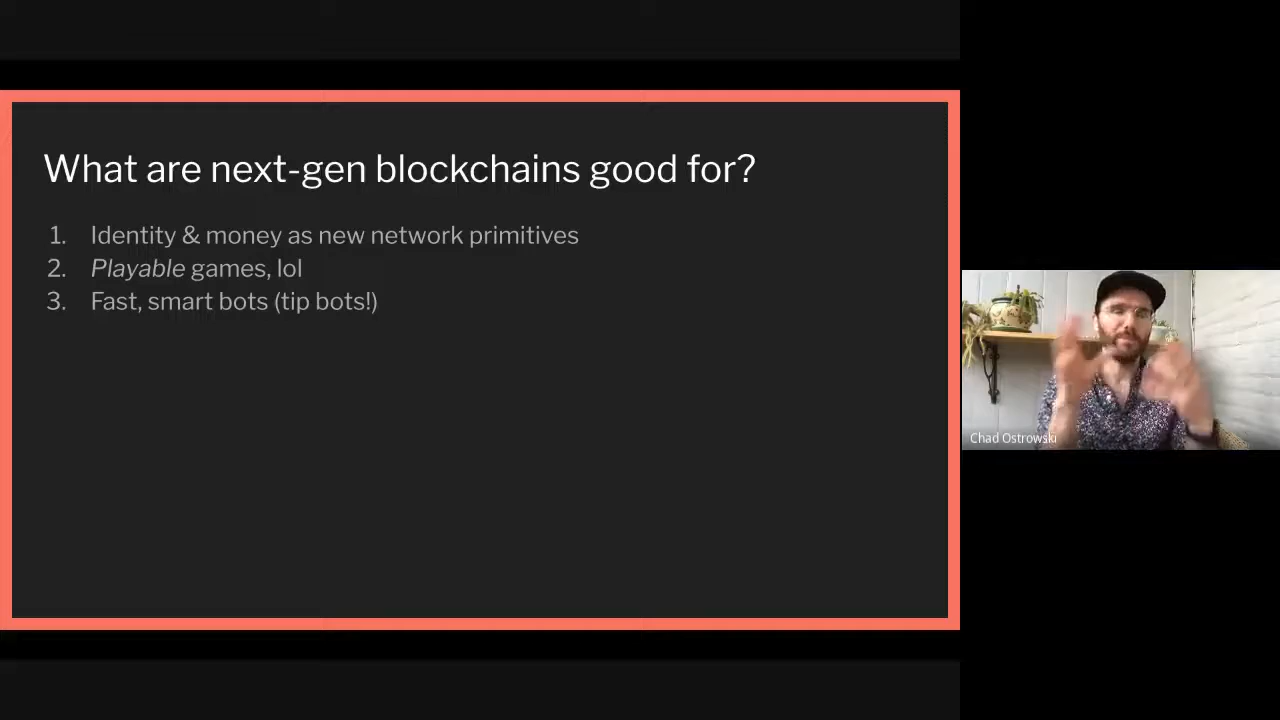 What are next-gen blockchains good for?
1. Identity & money as new network primitives
2. Playable games, lol
3. Fast, smart bots (tip bots!)
Chad Ostrowski